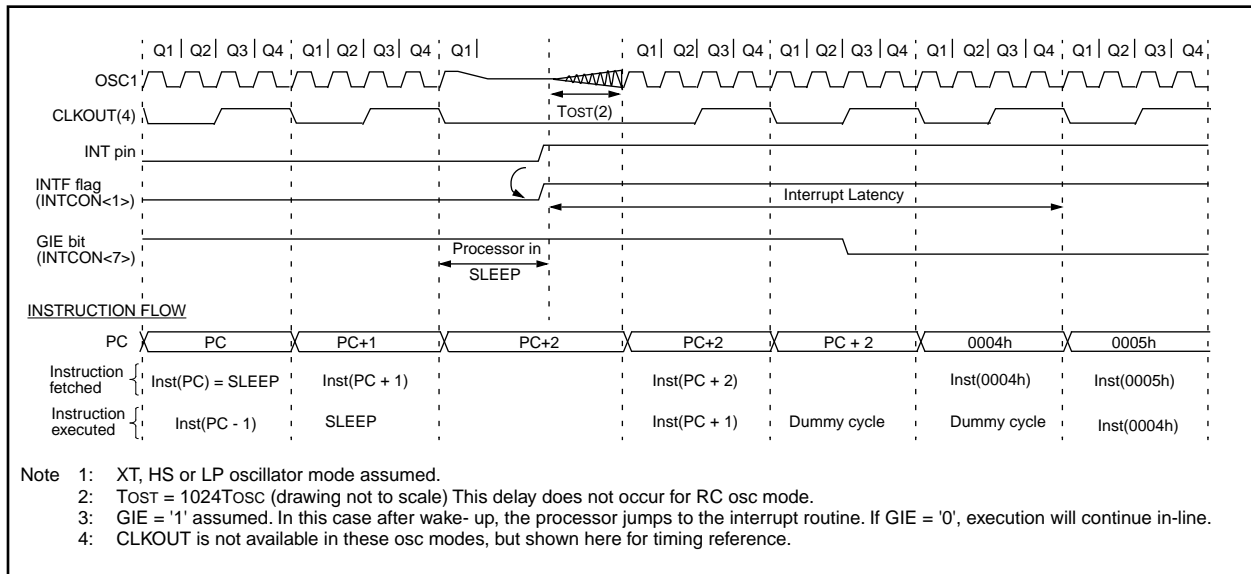 Q1 Q2 Q3 Q4 Q1 Q2 Q3 Q4 Q1 Q1 Q2 Q3 Q4 Q1 Q2 Q3 Q4 Q1 Q2 Q3 Q4 Q1 Q2 Q3 Q4
OSC1
TOST(2)
CLKOUT(4)
INT pin
INTF flag
(INTCON<1>)
Interrupt Latency
GIE bit
(INTCON<7>)
Processor in
SLEEP
INSTRUCTION FLOW
PC PC PC+1 PC+2 PC+2 PC + 2 0004h 0005h
Instruction
fetched
Inst(PC) = SLEEP Inst(PC + 1) Inst(PC + 2) Inst(0004h) Inst(0005h)
Instruction
executed
Inst(PC - 1) SLEEP Inst(PC + 1) Dummy cycle Dummy cycle Inst(0004h)
Note 1: XT, HS or LP oscillator mode assumed.
2: TOST = 1024TOSC (drawing not to scale) This delay does not occur for RC osc mode.
3: GIE = '1' assumed. In this case after wake- up, the processor jumps to the interrupt routine. If GIE = '0', execution will continue in-line.
4: CLKOUT is not available in these osc modes, but shown here for timing reference.